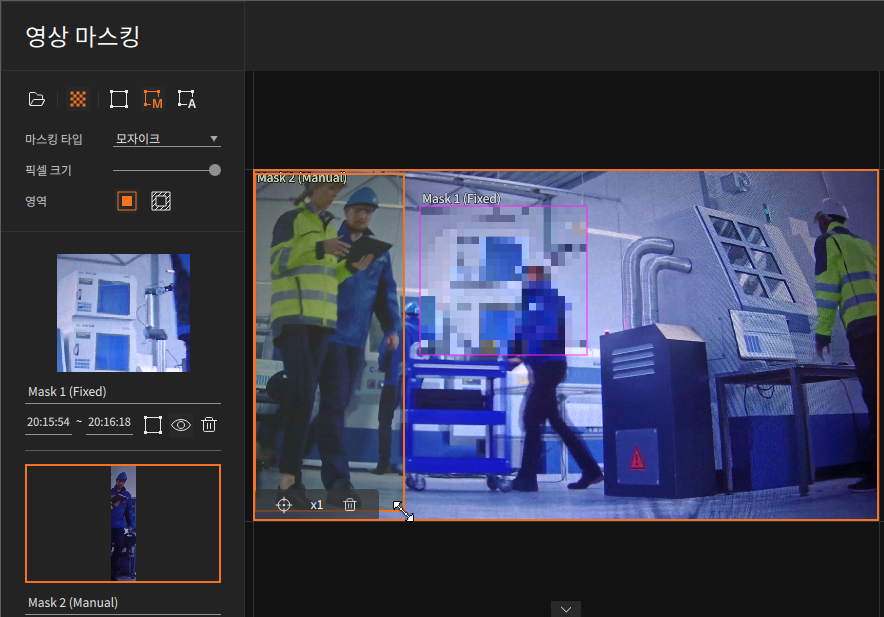 영상 마스킹
M
A
마스킹 타입
모자이크
픽셀 크기
영역
Mask 1 (Fixed)
20:15:54 ~ 20:16:18
Mask 2 (Manual)
Mask 2 (Manual)
Mask 1 (Fixed)
x1